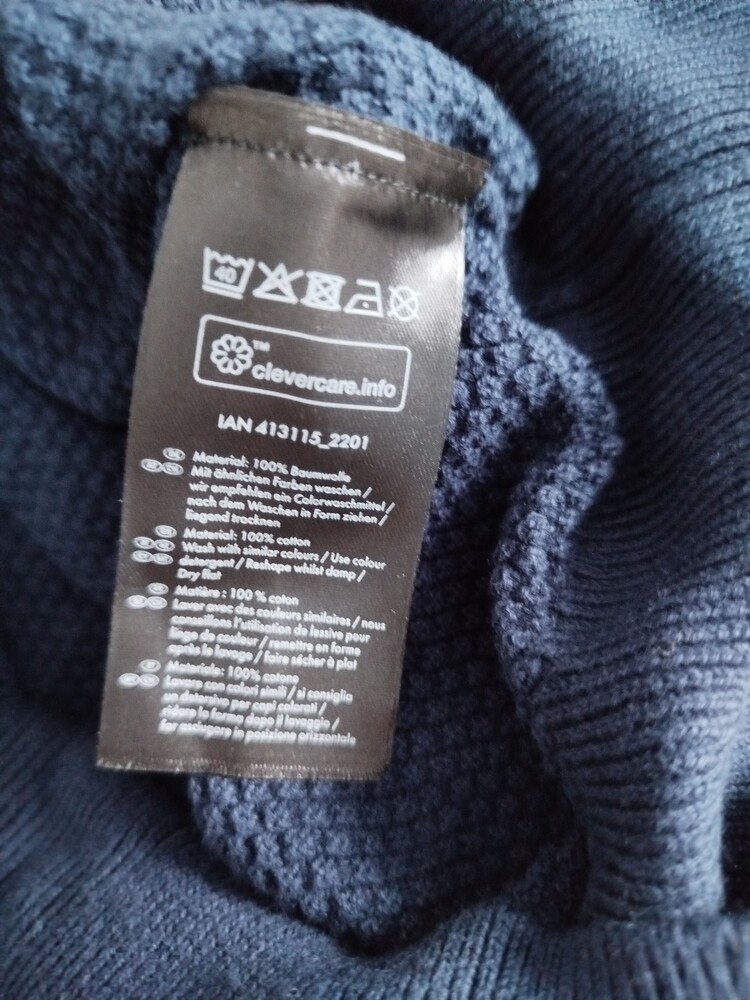 40
™
clevercare.info
IAN 413115_2201
Material: 100% Baumwolle
Mit ähnlichen Farben waschen /
wir empfehlen ein Colorwaschmittel /
nach dem Waschen in Form ziehen /
liegend trocknen
Material: 100% cotton
Wash with similar colours / Use colour
detergent / Reshape whilst damp /
Dry flat
Matière : 100 % coton
Laver avec des couleurs similaires / nous
conseillons l'utilisation de lessive pour
linge de couleur / remettre en forme
après le lavage / faire sécher à plat
Materiale: 100% cotone
Lavare con colori simili / si consiglia
un detersivo per capi colorati /
ridare la forma dopo il lavaggio /
far asciugare in posizione orizzontale